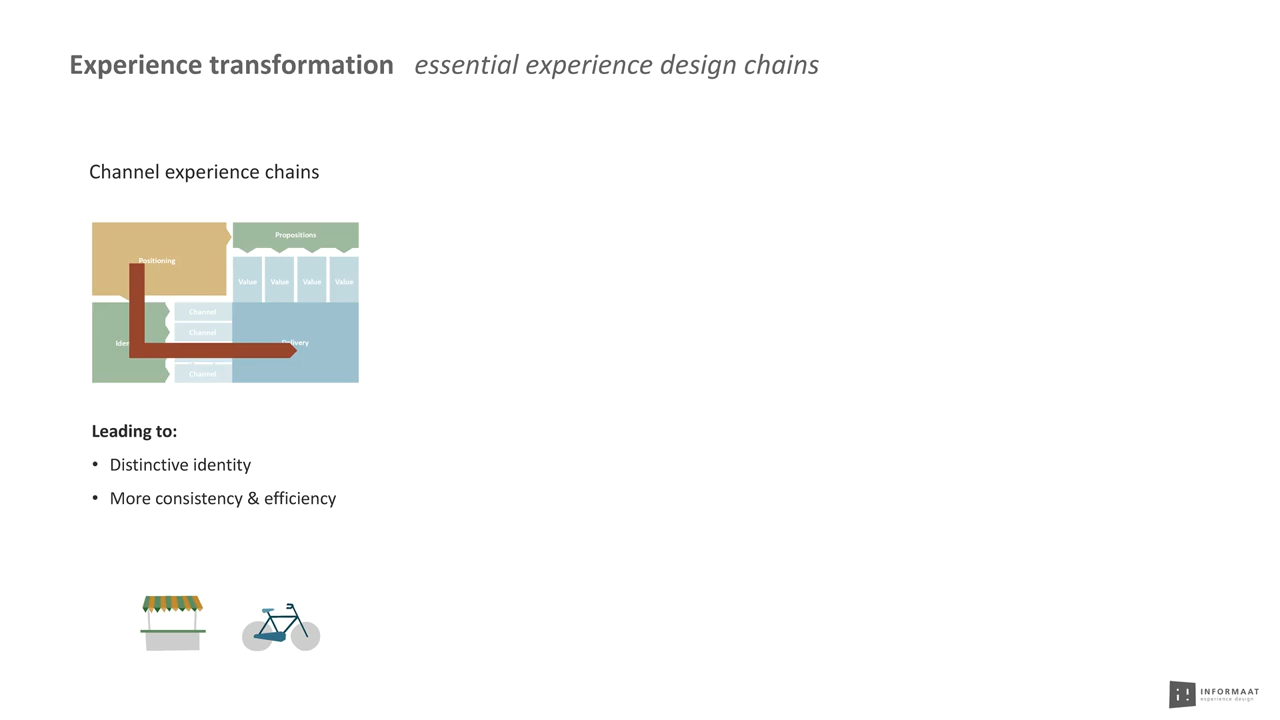 Experience transformation essential experience design chains
Channel experience chains
Propositions
Positioning
Value Value Value Value
Channel
Channel
Channel
Leading to:
• Distinctive identity
• More consistency & efficiency
INFORMAAT
experience design